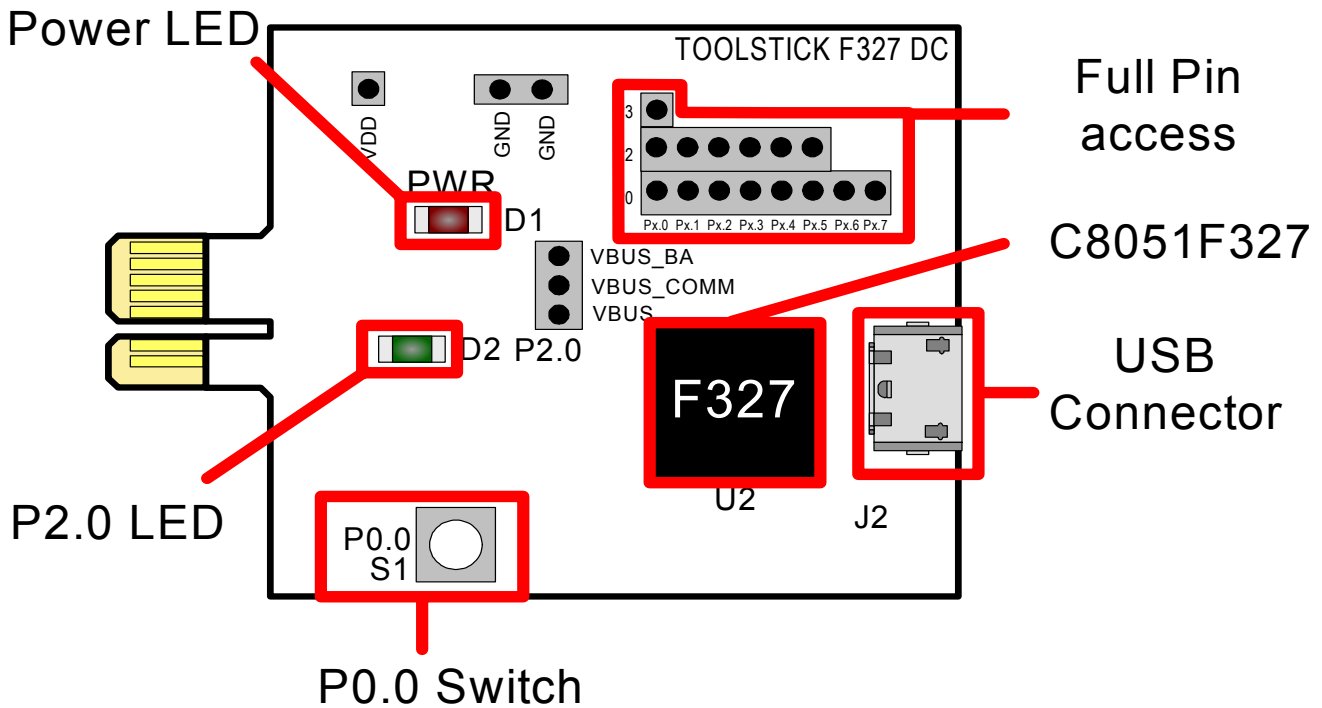 Power LED
TOOLSTICK F327 DC
Full Pin
access
VDD
GND
GND
3
2
0
Px.0 Px.1 Px.2 Px.3 Px.4 Px.5 Px.6 Px.7
PWR
D1
VBUS_BA
VBUS_COMM
VBUS
C8051F327
D2
P2.0
F327
U2
J2
USB
Connector
P2.0 LED
P0.0
S1
P0.0 Switch